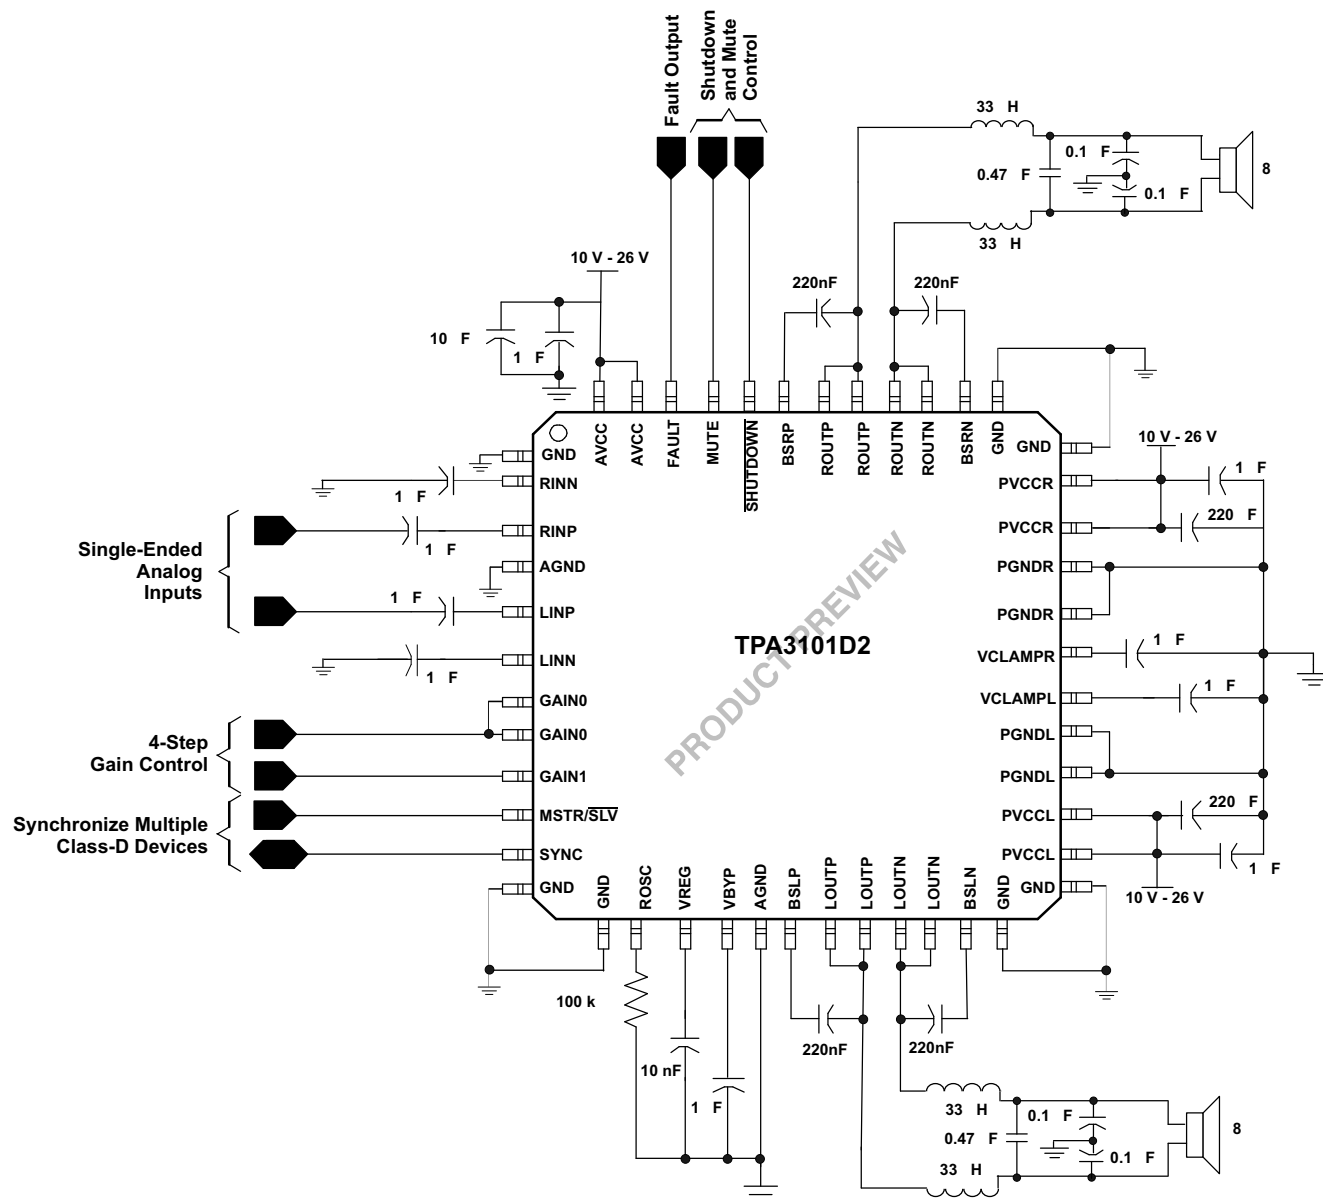 Fault Output
Shutdown
and Mute
Control
33 H
0.1 F
0.47 F
0.1 F
8
33 H
10 V - 26 V
10 F
1 F
220nF
220nF
AVCC
AVCC
FAULT
MUTE
SHUTDOWN
BSRP
ROUTP
ROUTP
ROUTN
ROUTN
BSRN
GND
GND
RINN
1 F
RINP
1 F
AGND
1 F
LINP
LINN
1 F
GAIN0
GAIN0
GAIN1
MSTR/SLV
SYNC
GND
Single-Ended
Analog
Inputs
4-Step
Gain Control
Synchronize Multiple
Class-D Devices
TPA3101D2
PRODUCT PREVIEW
GND
10 V - 26 V
PVCCR
1 F
PVCCR
220 F
PGNDR
PGNDR
VCLAMPR
1 F
VCLAMPL
1 F
PGNDL
PGNDL
PVCCL
220 F
PVCCL
1 F
GND
10 V - 26 V
GND
ROSC
VREG
VBYP
AGND
BSLP
LOUTP
LOUTP
LOUTN
LOUTN
BSLN
GND
100 k
10 nF
1 F
220nF
220nF
33 H
0.1 F
0.47 F
0.1 F
8
33 H